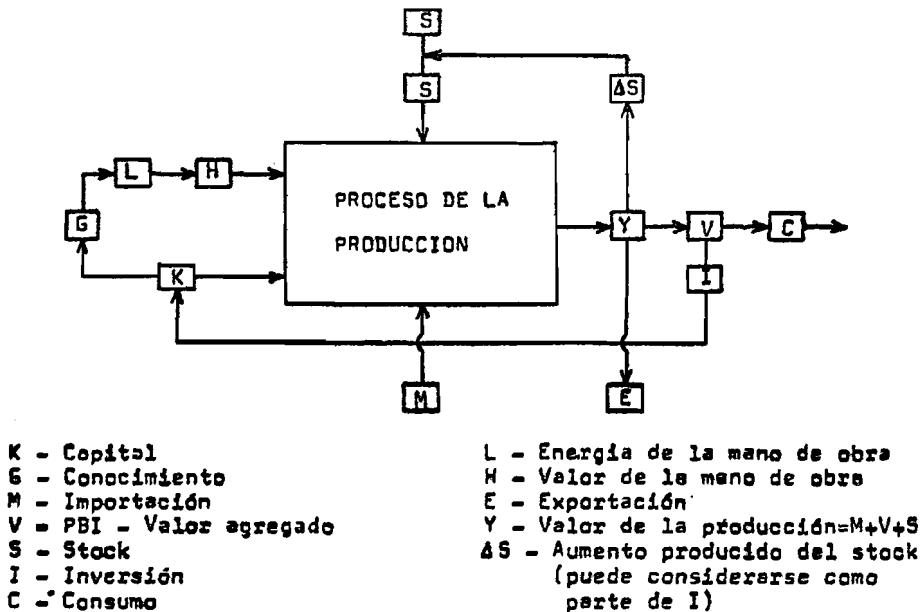 S
S
ΔS
L
H
G
K
PROCESO DE LA
PRODUCCION
Y
V
C
I
M
E
K - Capitol
G - Conocimiento
M - Importación
V - PBI - Valor agregado
S - Stock
I - Inversión
C - Consumo
L - Energía de la mano de obra
H - Valor de la mano de obra
E - Exportación
Y - Valor de la producción=M+V+S
ΔS - Aumento producido del stock
(puede considerarse como
parte de I)